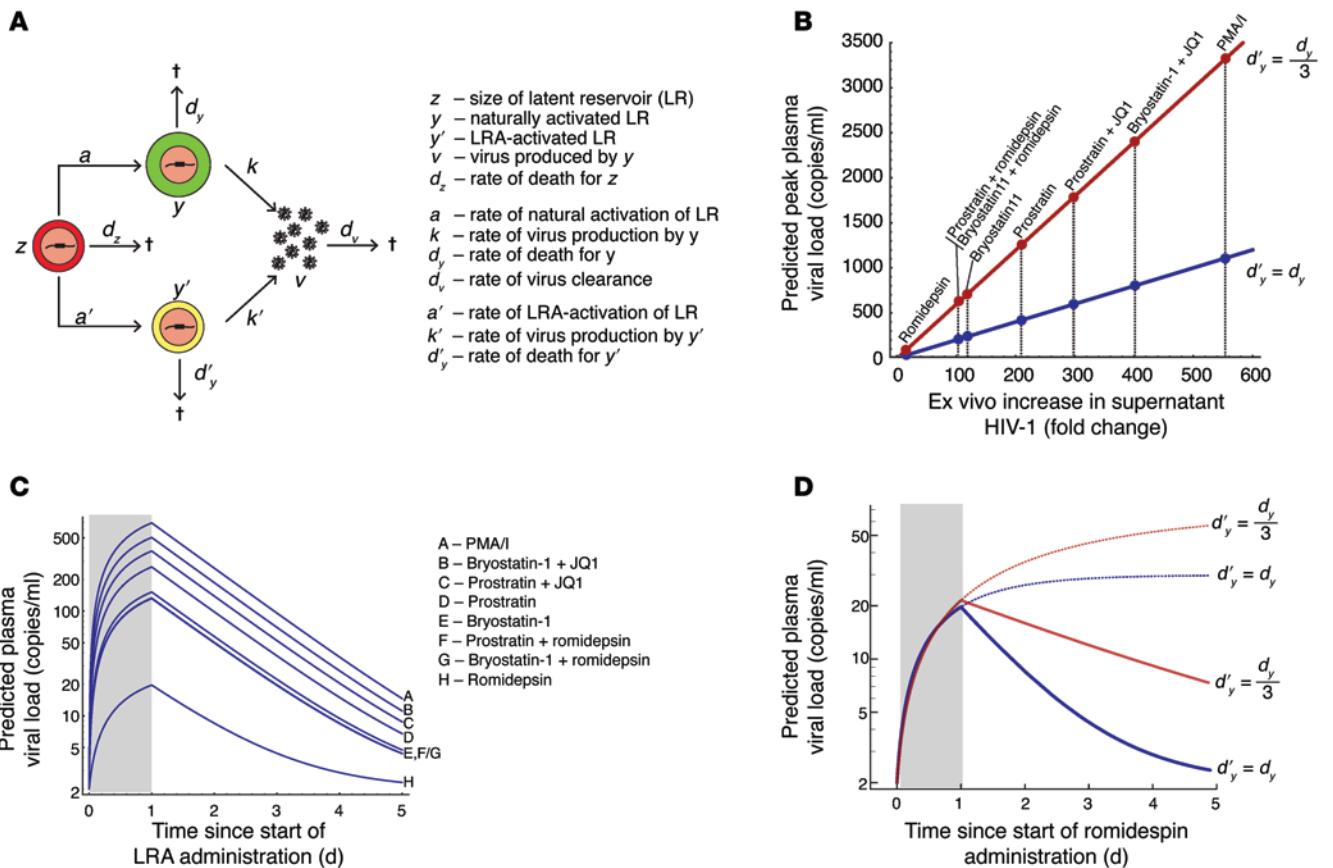 A
†
d_y
a
k
y
z
d_z
†
d_v
†
v
y′
a′
k′
d′_y
†
z – size of latent reservoir (LR)
y – naturally activated LR
y′ – LRA-activated LR
v – virus produced by y
d_z – rate of death for z
a – rate of natural activation of LR
k – rate of virus production by y
d_y – rate of death for y
d_v – rate of virus clearance
a′ – rate of LRA-activation of LR
k′ – rate of virus production by y′
d′_y – rate of death for y′
B
Predicted peak plasma
viral load (copies/ml)
3500
3000
2500
2000
1500
1000
500
0
Romidepsin
Prostratin + romidepsin
Bryostatin11 + romidepsin
Bryostatin11
Prostratin
Prostratin + JQ1
Bryostatin-1 + JQ1
PMA/I
d′_y = d_y/3
d′_y = d_y
0 100 200 300 400 500 600
Ex vivo increase in supernatant
HIV-1 (fold change)
C
Predicted plasma
viral load (copies/ml)
500
200
100
50
20
10
5
2
A
B
C
D
E,F/G
H
0 1 2 3 4 5
Time since start of
LRA administration (d)
A – PMA/I
B – Bryostatin-1 + JQ1
C – Prostratin + JQ1
D – Prostratin
E – Bryostatin-1
F – Prostratin + romidepsin
G – Bryostatin-1 + romidepsin
H – Romidepsin
D
Predicted plasma
viral load (copies/ml)
50
20
10
5
2
d′_y = d_y/3
d′_y = d_y
d′_y = d_y/3
d′_y = d_y
0 1 2 3 4 5
Time since start of romidespin
administration (d)